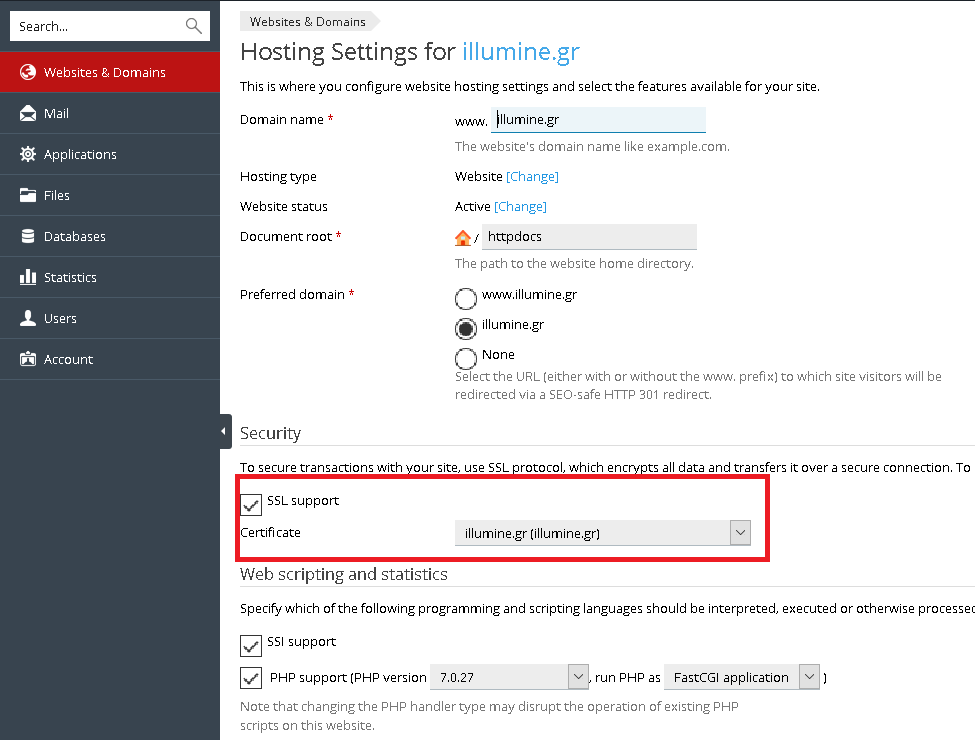 Search...
Websites & Domains
Mail
Applications
Files
Databases
Statistics
Users
Account
Websites & Domains
Hosting Settings for illumine.gr
This is where you configure website hosting settings and select the features available for your site.
Domain name * www. illumine.gr
The website's domain name like example.com.
Hosting type Website [Change]
Website status Active [Change]
Document root * / httpdocs
The path to the website home directory.
Preferred domain * www.illumine.gr
illumine.gr
None
Select the URL (either with or without the www. prefix) to which site visitors will be
redirected via a SEO-safe HTTP 301 redirect.
Security
To secure transactions with your site, use SSL protocol, which encrypts all data and transfers it over a secure connection. To
SSL support
Certificate illumine.gr (illumine.gr)
Web scripting and statistics
Specify which of the following programming and scripting languages should be interpreted, executed or otherwise processed
SSI support
PHP support (PHP version 7.0.27 , run PHP as FastCGI application )
Note that changing the PHP handler type may disrupt the operation of existing PHP
scripts on this website.